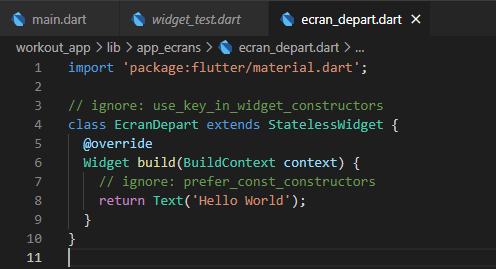 main.dart widget_test.dart ecran_depart.dart ×
workout_app > lib > app_ecrans > ecran_depart.dart > ...
1 import 'package:flutter/material.dart';
2
3 // ignore: use_key_in_widget_constructors
4 class EcranDepart extends StatelessWidget {
5 @override
6 Widget build(BuildContext context) {
7 // ignore: prefer_const_constructors
8 return Text('Hello World');
9 }
10 }
11